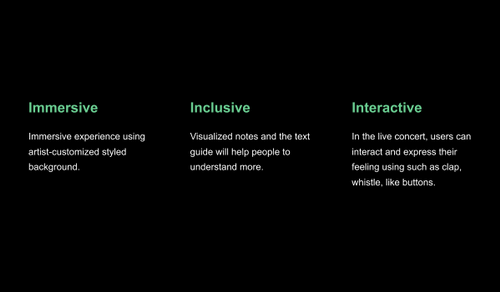 Immersive
Immersive experience using
artist-customized styled
background.
Inclusive
Visualized notes and the text
guide will help people to
understand more.
Interactive
In the live concert, users can
interact and express their
feeling using such as clap,
whistle, like buttons.